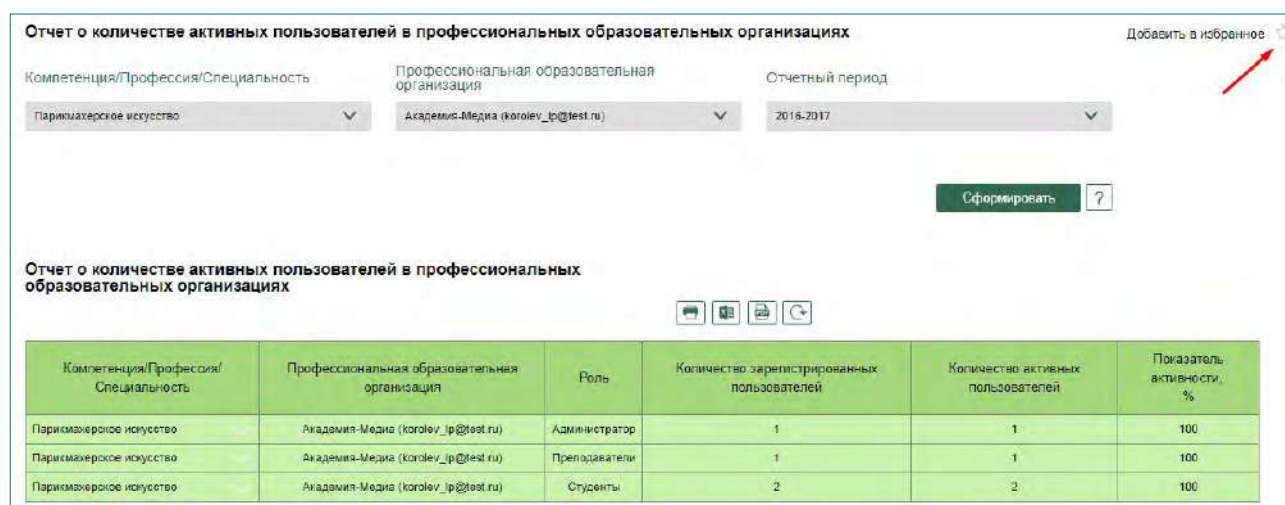 Отчет о количестве активных пользователей в профессиональных образовательных организациях
Добавить в избранное
Компетенция/Профессия/Специальность
Профессиональная образовательная
организация
Отчетный период
Парикмахерское искусство
Академия-Медиа (korolev_lp@test.ru)
2016-2017
Сформировать ?
Отчет о количестве активных пользователей в профессиональных
образовательных организациях
Компетенция/Профессия/
Специальность
Профессиональная образовательная
организация
Роль
Количество зарегистрированных
пользователей
Количество активных
пользователей
Показатель
активности,
%
Парикмахерское искусство Академия-Медиа (korolev_lp@test.ru) Администратор 1 1 100
Парикмахерское искусство Академия-Медиа (korolev_lp@test.ru) Преподаватели 1 1 100
Парикмахерское искусство Академия-Медиа (korolev_lp@test.ru) Студенты 2 2 100